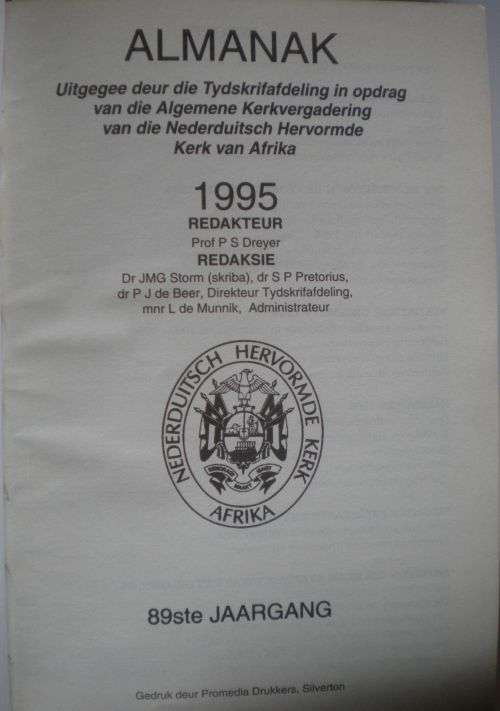 ALMANAK
Uitgegee deur die Tydskrifafdeling in opdrag
van die Algemene Kerkvergadering
van die Nederduitsch Hervormde
Kerk van Afrika
1995
REDAKTEUR
Prof P S Dreyer
REDAKSIE
Dr JMG Storm (skriba), dr S P Pretorius,
dr P J de Beer, Direkteur Tydskrifafdeling,
mnr L de Munnik, Administrateur
NEDERDUITSCH HERVORMDE KERK
AFRIKA
MAAKT
89ste JAARGANG
Gedruk deur Promedia Drukkers, Silverton